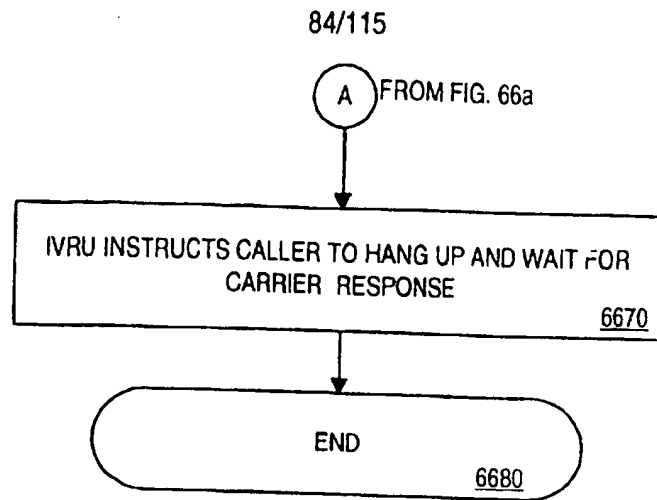 84/115
A FROM FIG. 66a
IVRU INSTRUCTS CALLER TO HANG UP AND WAIT FOR
CARRIER RESPONSE
6670
END
6680